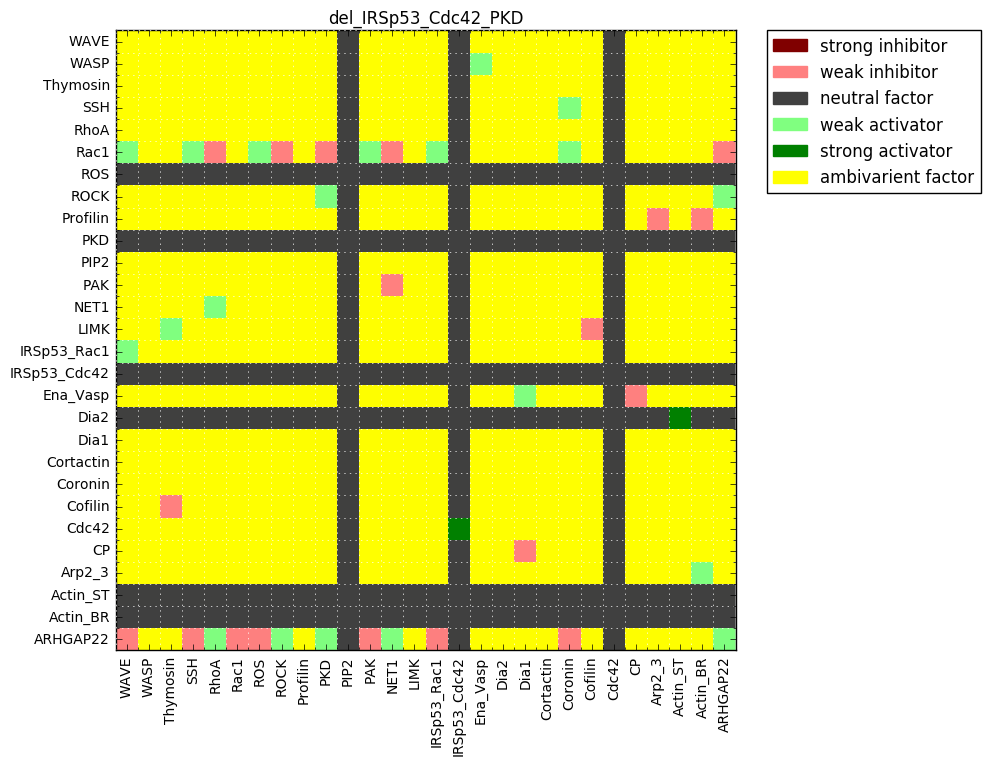 del_IRSp53_Cdc42_PKD
WAVE
WASP
Thymosin
SSH
RhoA
Rac1
ROS
ROCK
Profilin
PKD
PIP2
PAK
NET1
LIMK
IRSp53_Rac1
IRSp53_Cdc42
Ena_Vasp
Dia2
Dia1
Cortactin
Coronin
Cofilin
Cdc42
CP
Arp2_3
Actin_ST
Actin_BR
ARHGAP22
WAVE
WASP
Thymosin
SSH
RhoA
Rac1
ROS
ROCK
Profilin
PKD
PIP2
PAK
NET1
LIMK
IRSp53_Rac1
IRSp53_Cdc42
Ena_Vasp
Dia2
Dia1
Cortactin
Coronin
Cofilin
Cdc42
CP
Arp2_3
Actin_ST
Actin_BR
ARHGAP22
strong inhibitor
weak inhibitor
neutral factor
weak activator
strong activator
ambivarient factor